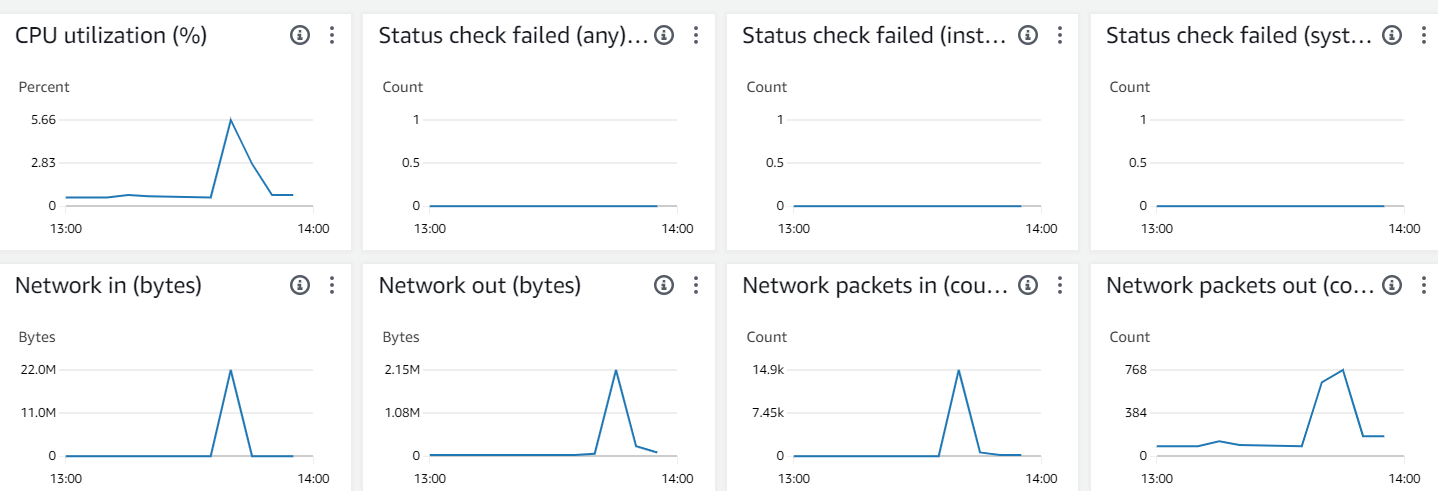 CPU utilization (%)
Percent
5.66
2.83
0
13:00
14:00
Status check failed (any)…
Count
1
0.5
0
13:00
14:00
Status check failed (inst…
Count
1
0.5
0
13:00
14:00
Status check failed (syst…
Count
1
0.5
0
13:00
14:00
Network in (bytes)
Bytes
22.0M
11.0M
0
13:00
14:00
Network out (bytes)
Bytes
2.15M
1.08M
0
13:00
14:00
Network packets in (cou…
Count
14.9k
7.45k
0
13:00
14:00
Network packets out (co…
Count
768
384
0
13:00
14:00